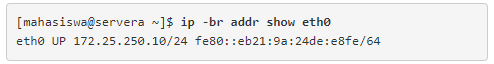 [mahasiswa@servera ~]$ ip -br addr show eth0
eth0 UP 172.25.250.10/24 fe80::eb21:9a:24de:e8fe/64